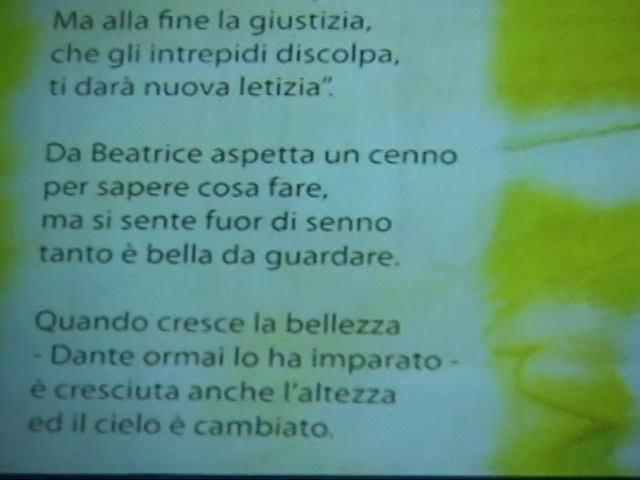 Ma alla fine la giustizia,
che gli intrepidi discolpa,
ti darà nuova letizia”.
Da Beatrice aspetta un cenno
per sapere cosa fare,
ma si sente fuor di senno
tanto è bella da guardare.
Quando cresce la bellezza
- Dante ormai lo ha imparato -
è cresciuta anche l'altezza
ed il cielo è cambiato.